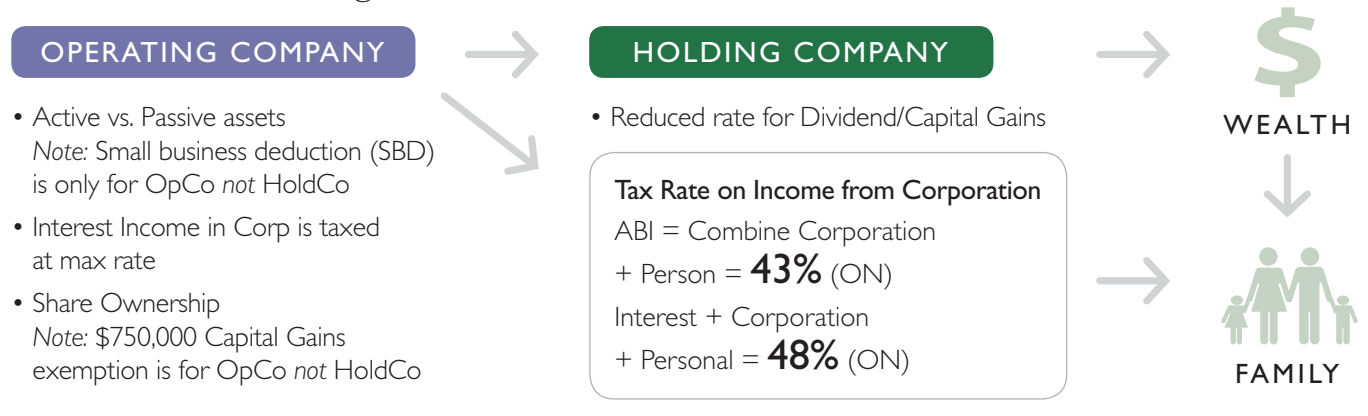 OPERATING COMPANY
• Active vs. Passive assets
Note: Small business deduction (SBD)
is only for OpCo not HoldCo
• Interest Income in Corp is taxed
at max rate
• Share Ownership
Note: $750,000 Capital Gains
exemption is for OpCo not HoldCo
HOLDING COMPANY
• Reduced rate for Dividend/Capital Gains
Tax Rate on Income from Corporation
ABI = Combine Corporation
+ Person = 43% (ON)
Interest + Corporation
+ Personal = 48% (ON)
$
WEALTH
FAMILY